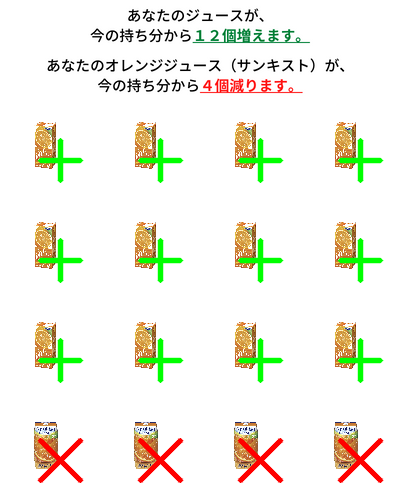 あなたのジュースが、
今の持ち分から１２個増えます。
あなたのオレンジジュース（サンキスト）が、
今の持ち分から４個減ります。